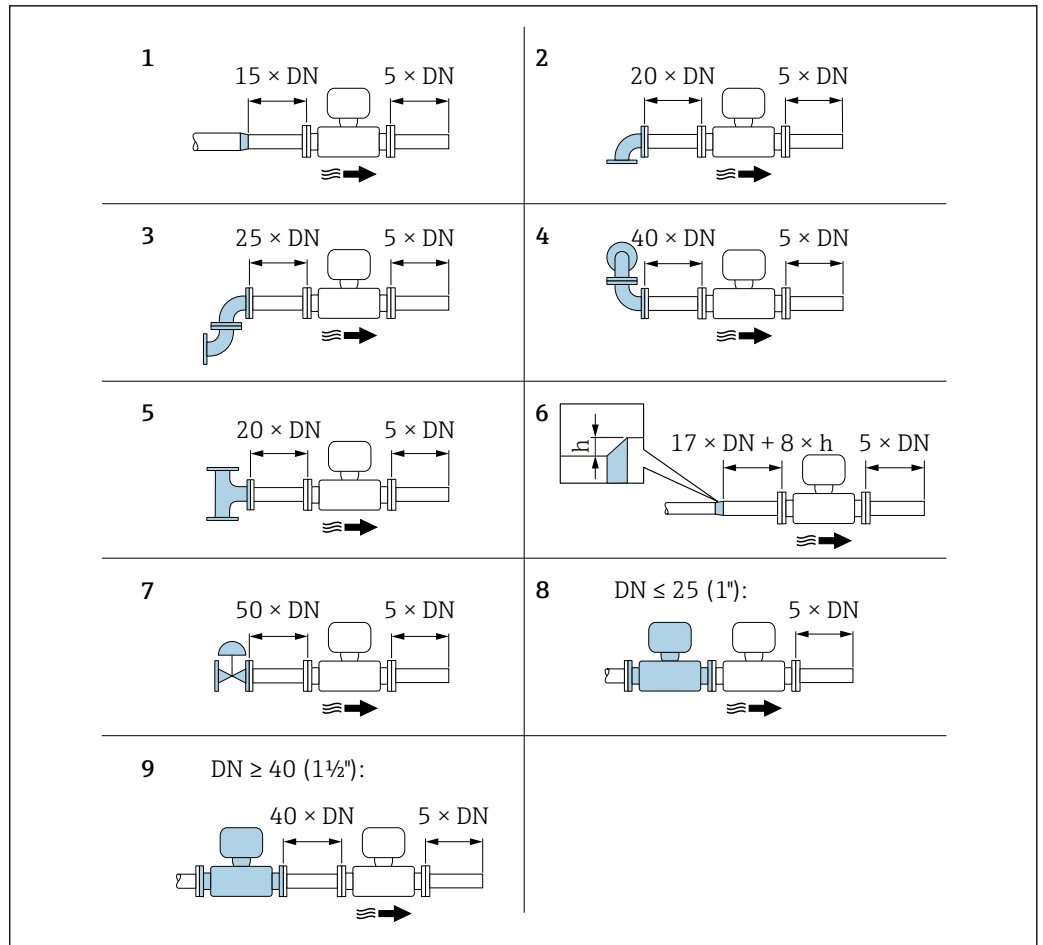 1
15 × DN 5 × DN
2
20 × DN 5 × DN
3
25 × DN 5 × DN
4
40 × DN 5 × DN
5
20 × DN 5 × DN
6
h
17 × DN + 8 × h 5 × DN
7
50 × DN 5 × DN
8 DN ≤ 25 (1"):
5 × DN
9 DN ≥ 40 (1½"):
40 × DN 5 × DN